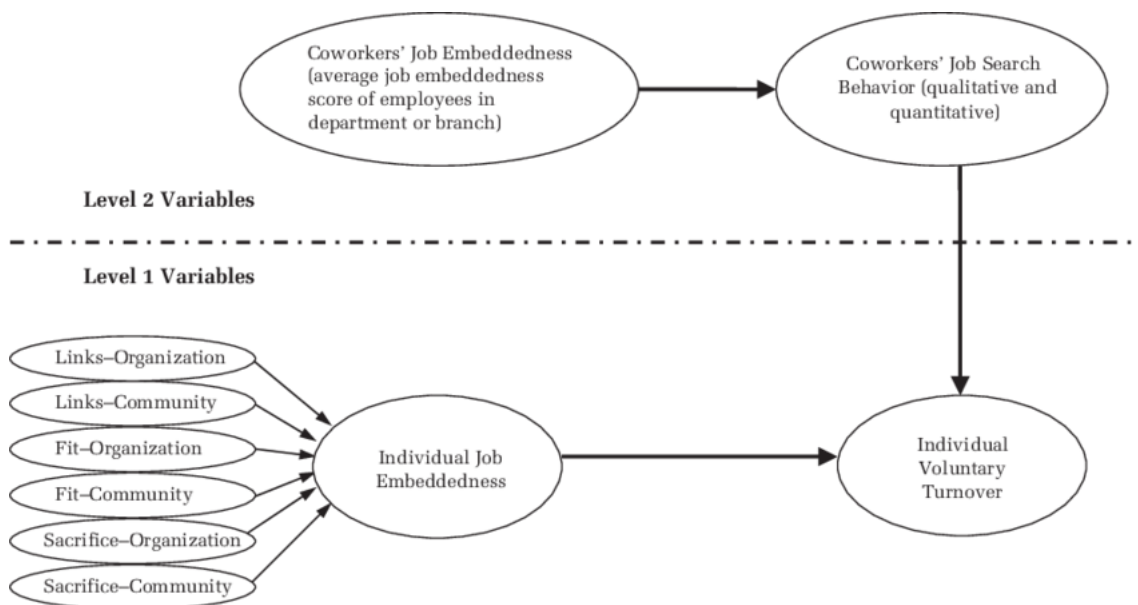 Coworkers’ Job Embeddedness
(average job embeddedness
score of employees in
department or branch)
Coworkers’ Job Search
Behavior (qualitative and
quantitative)
Level 2 Variables
Level 1 Variables
Links–Organization
Links–Community
Fit–Organization
Fit–Community
Sacrifice–Organization
Sacrifice–Community
Individual Job
Embeddedness
Individual
Voluntary
Turnover